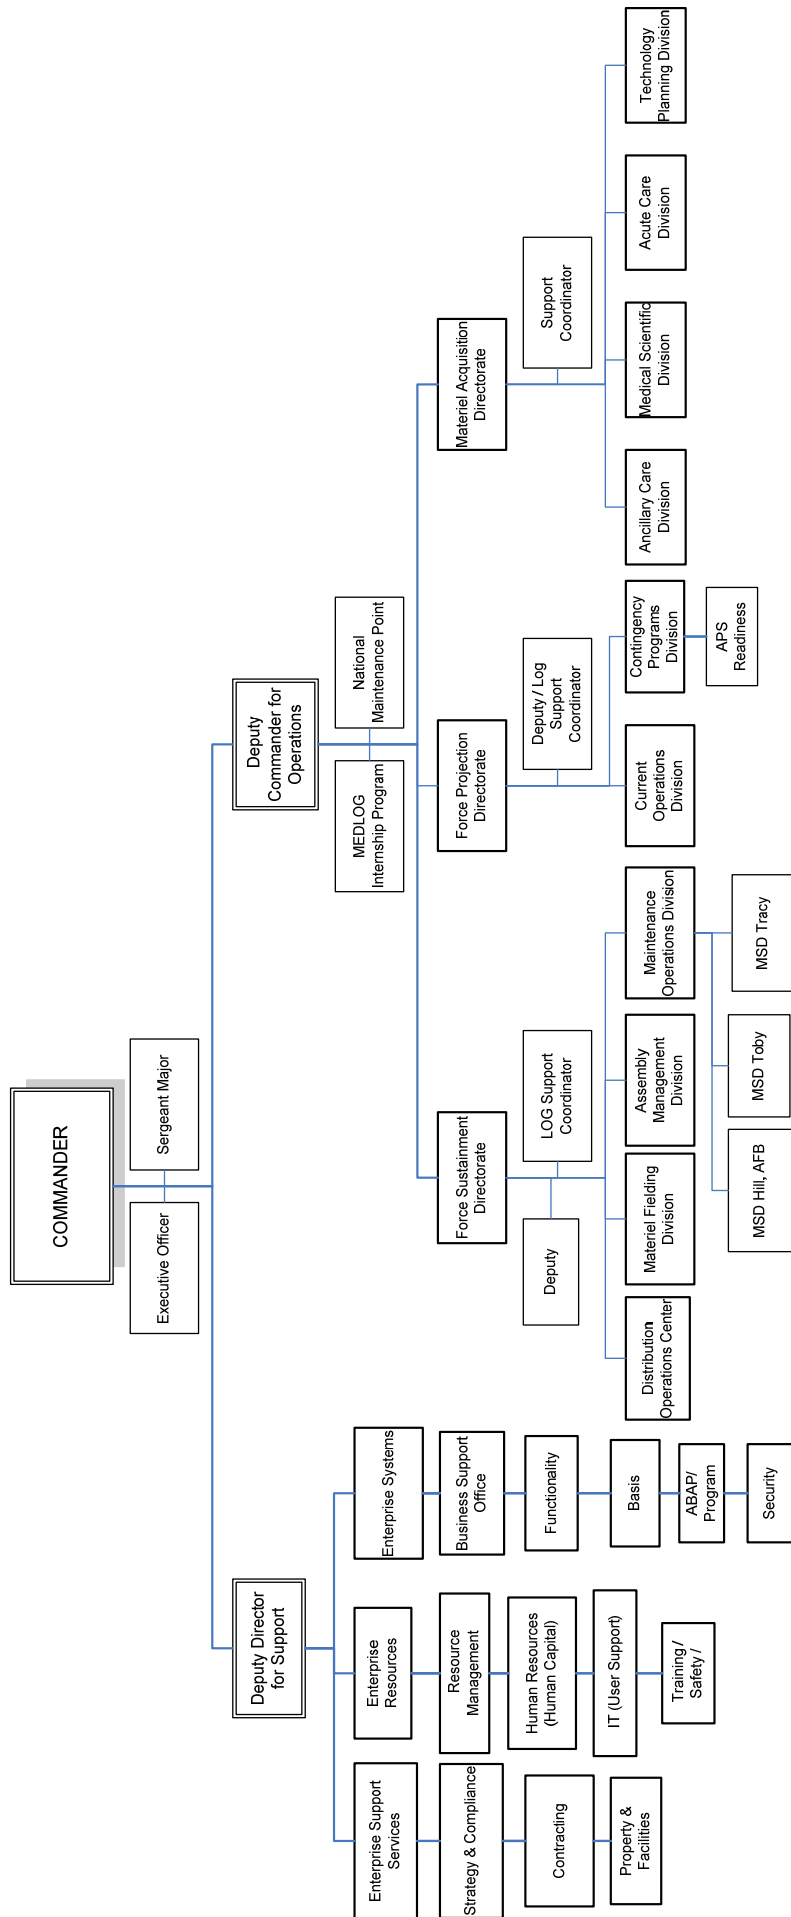 COMMANDER
Executive Officer
Sergeant Major
Deputy Director
for Support
Deputy
Commander for
Operations
MEDLOG
Internship Program
National
Maintenance Point
Enterprise Support
Services
Strategy & Compliance
Contracting
Property &
Facilities
Enterprise
Resources
Resource
Management
Human Resources
(Human Capital)
IT (User Support)
Training /
Safety /
Enterprise Systems
Business Support
Office
Functionality
Basis
ABAP/
Program
Security
Force Sustainment
Directorate
Deputy
LOG Support
Coordinator
Distribution
Operations Center
Materiel Fielding
Division
Assembly
Management
Division
Maintenance
Operations Division
MSD Hill, AFB
MSD Toby
MSD Tracy
Force Projection
Directorate
Deputy / Log
Support
Coordinator
Current
Operations
Division
Contingency
Programs
Division
APS
Readiness
Materiel Acquisition
Directorate
Support
Coordinator
Ancillary Care
Division
Medical Scientific
Division
Acute Care
Division
Technology
Planning Division